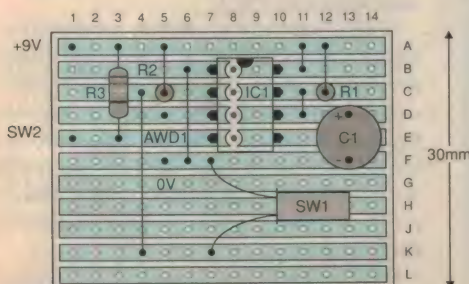 1 2 3 4 5 6 7 8 9 10 11 12 13 14
+9V A
R2 B
R3 IC1 R1 C
AWD1 + D
SW2 C1 E
- F
30mm
0V G
SW1 H
J
K
L